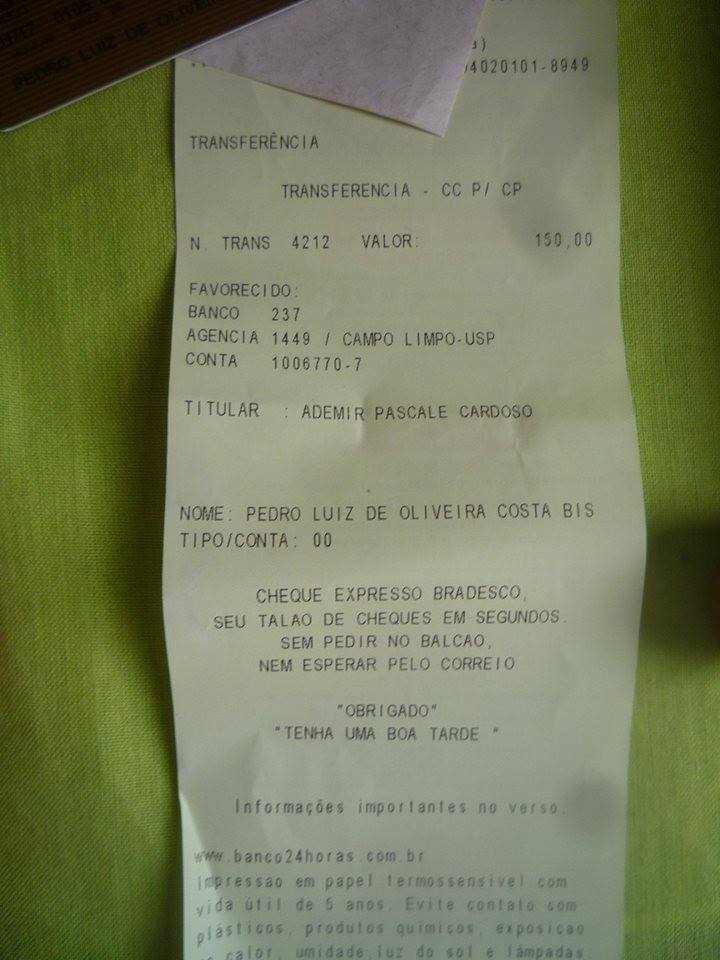 PEDRO LUIZ DE OLIVEIRA
4020101-8949
TRANSFERÊNCIA
TRANSFERENCIA - CC P/ CP
N. TRANS 4212 VALOR: 150,00
FAVORECIDO:
BANCO 237
AGENCIA 1449 / CAMPO LIMPO-USP
CONTA 1006770-7
TITULAR : ADEMIR PASCALE CARDOSO
NOME: PEDRO LUIZ DE OLIVEIRA COSTA BIS
TIPO/CONTA: 00
CHEQUE EXPRESSO BRADESCO,
SEU TALAO DE CHEQUES EM SEGUNDOS.
SEM PEDIR NO BALCAO,
NEM ESPERAR PELO CORREIO
"OBRIGADO"
"TENHA UMA BOA TARDE "
Informações importantes no verso.
www.banco24horas.com.br
Impressao em papel termossensivel com
vida útil de 5 anos. Evite contato com
plásticos, produtos químicos, exposicao
ao calor, umidade,luz do sol e lâmpadas